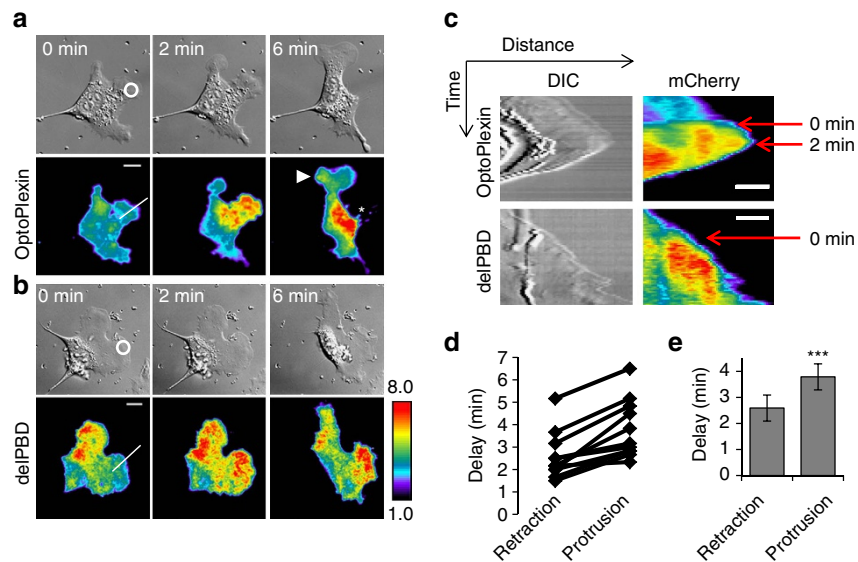 a
0 min
2 min
6 min
OptoPlexin
*
b
0 min
2 min
6 min
delPBD
8.0
1.0
c
Distance
Time
DIC
mCherry
OptoPlexin
0 min
2 min
delPBD
0 min
d
Delay (min)
7
6
5
4
3
2
1
0
Retraction
Protrusion
e
***
Delay (min)
4
3
2
1
0
Retraction
Protrusion